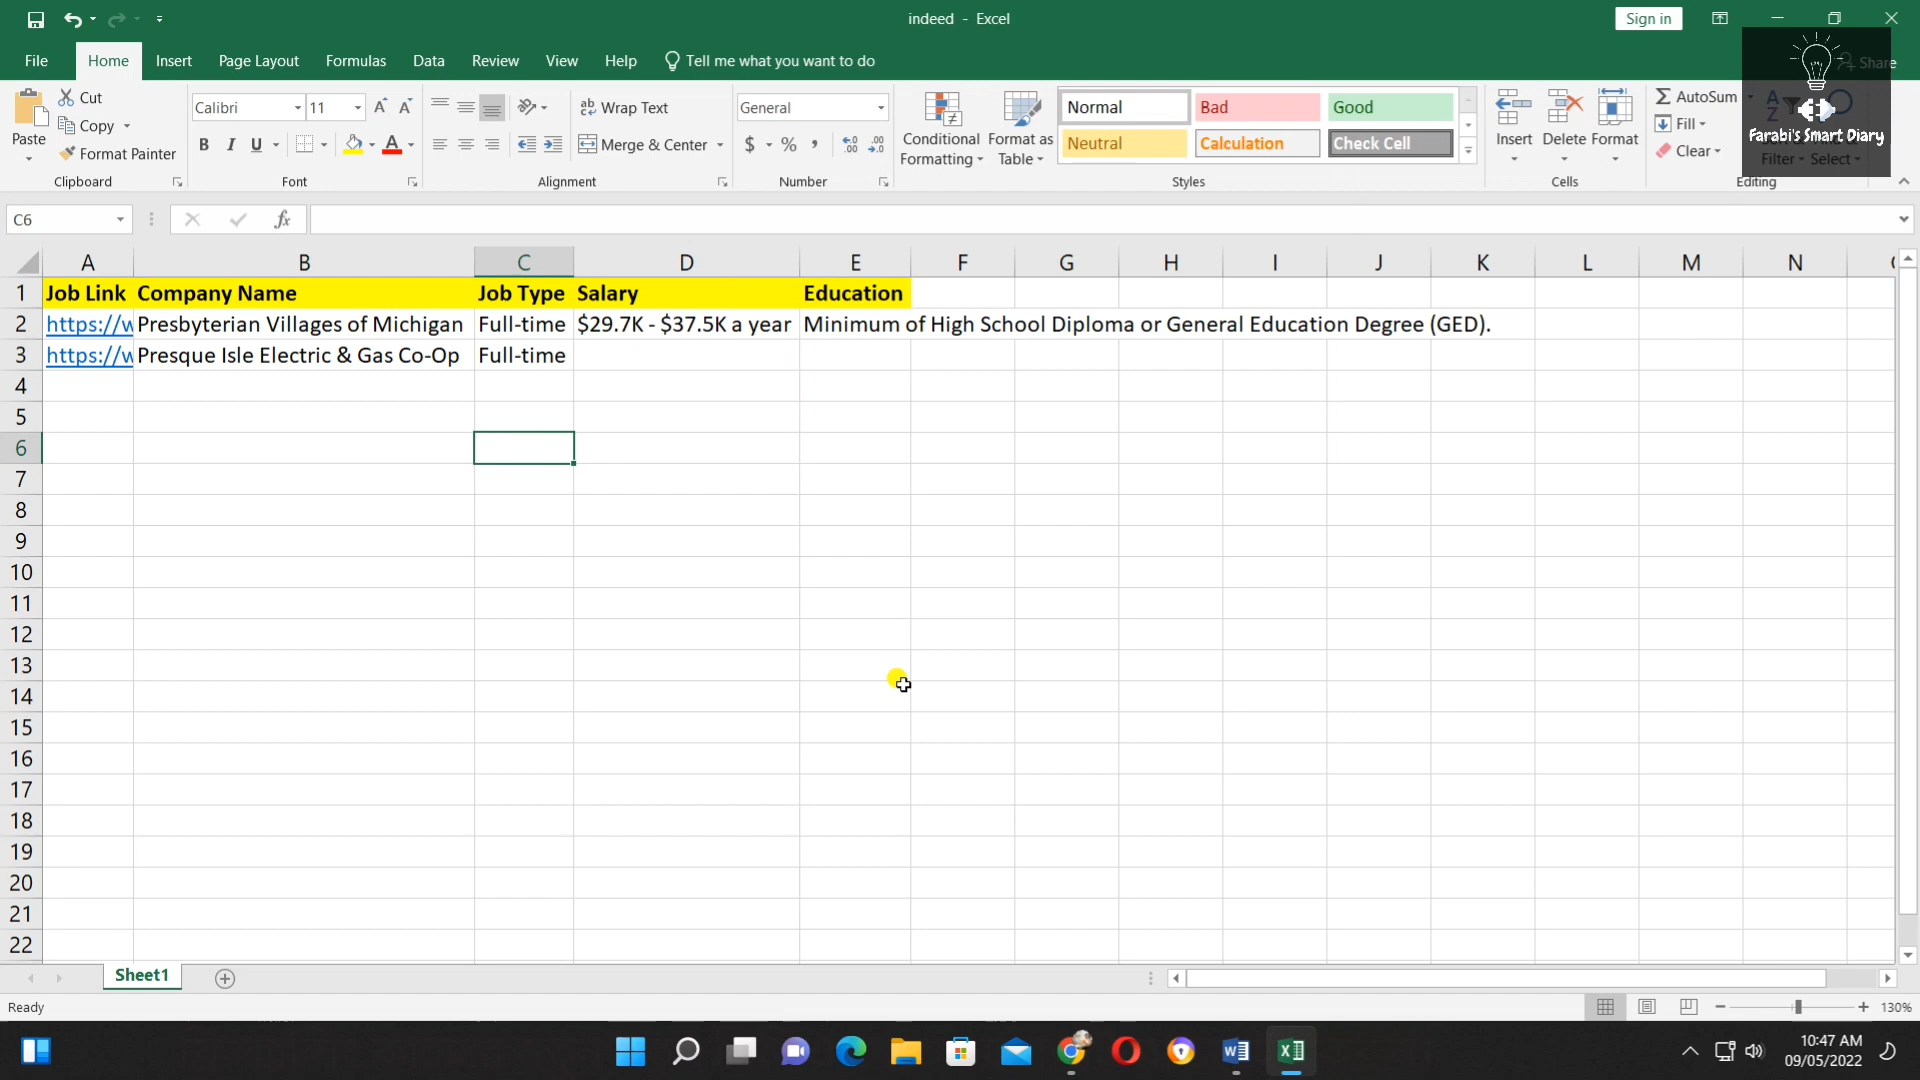 indeed - Excel
Sign in
File Home Insert Page Layout Formulas Data Review View Help Tell me what you want to do Share
Cut
Copy
Format Painter
Paste
Clipboard
Calibri 11
B I U
Font
Wrap Text
Merge & Center
Alignment
General
$ % ,
Number
Conditional Formatting
Format as Table
Normal Bad Good
Neutral Calculation Check Cell
Styles
Insert Delete Format
Cells
AutoSum
Fill
Clear
Filter Select
Editing
Farabi's Smart Diary
C6 fx
A B C D E F G H I J K L M N
1 Job Link Company Name Job Type Salary Education
2 https://w Presbyterian Villages of Michigan Full-time $29.7K - $37.5K a year Minimum of High School Diploma or General Education Degree (GED).
3 https://w Presque Isle Electric & Gas Co-Op Full-time
4
5
6
7
8
9
10
11
12
13
14
15
16
17
18
19
20
21
22
Sheet1
Ready 130%
10:47 AM
09/05/2022